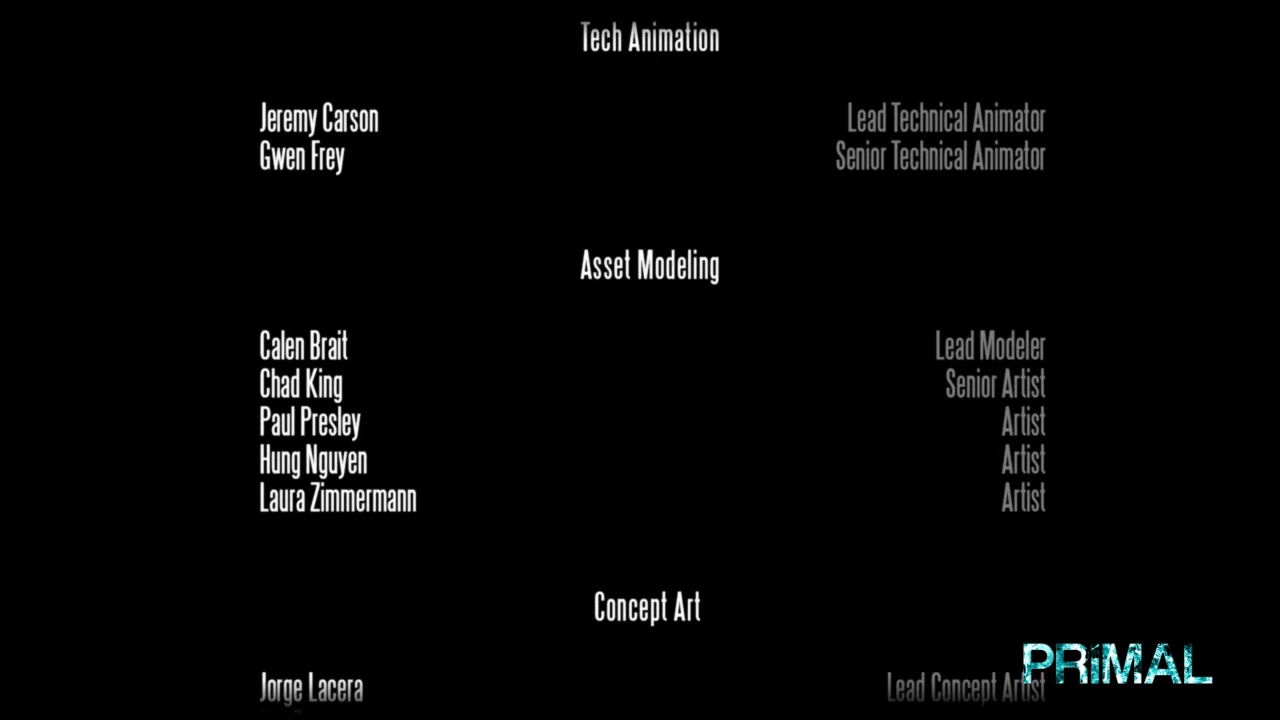 Tech Animation
Jeremy Carson Lead Technical Animator
Gwen Frey Senior Technical Animator
Asset Modeling
Calen Brait Lead Modeler
Chad King Senior Artist
Paul Presley Artist
Hung Nguyen Artist
Laura Zimmermann Artist
Concept Art
Jorge Lacera Lead Concept Artist
PRiMAL